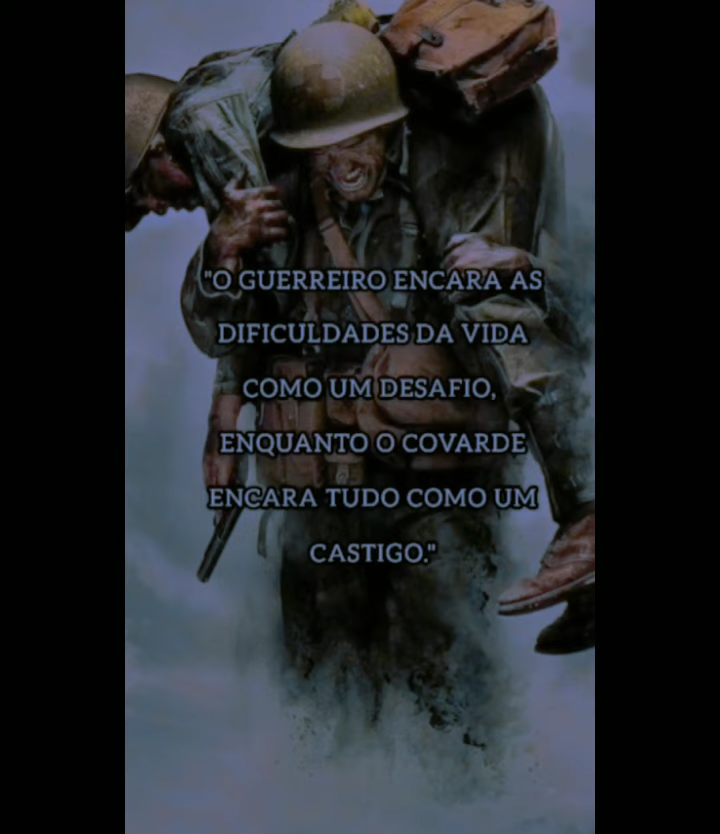 "O GUERREIRO ENCARA AS
DIFICULDADES DA VIDA
COMO UM DESAFIO,
ENQUANTO O COVARDE
ENCARA TUDO COMO UM
CASTIGO."